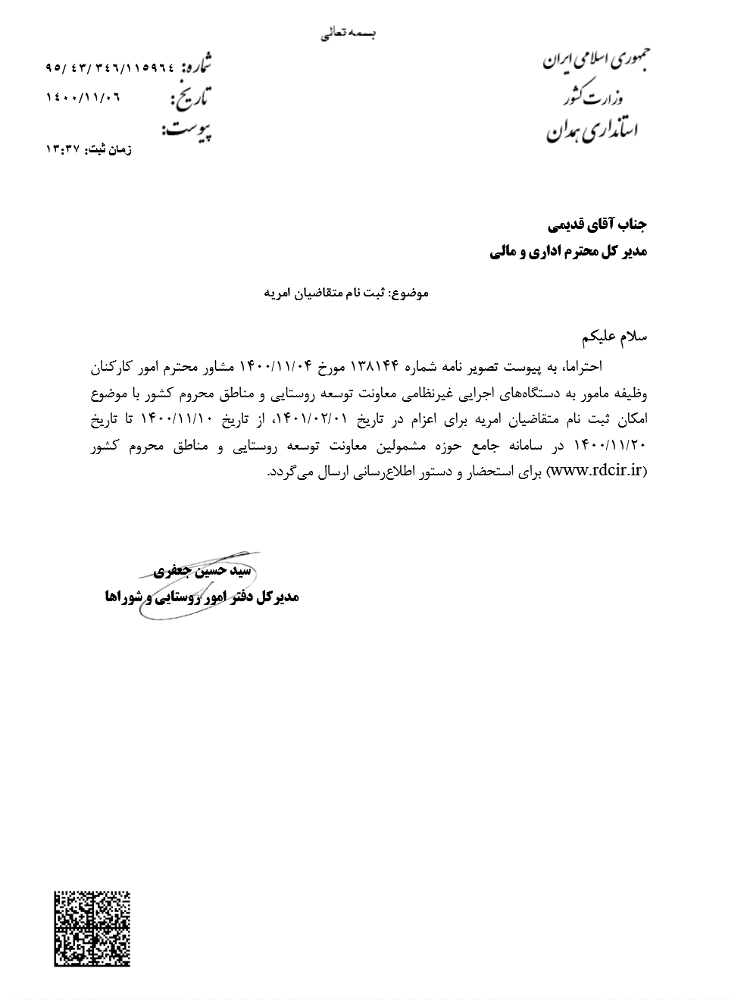 بسمه تعالی
جمهوری اسلامی ایران
وزارت کشور
استانداری همدان
شماره: ۹۵/ ۴۳/ ۳۴۶/۱۱۵۹۶۴
تاریخ: ۱۴۰۰/۱۱/۰۶
پیوست:
زمان ثبت: ۱۳:۳۷
جناب آقای قدیمی
مدیر کل محترم اداری و مالی
موضوع: ثبت نام متقاضیان امریه
سلام علیکم
احتراما، به پیوست تصویر نامه شماره ۱۳۸۱۴۴ مورخ ۱۴۰۰/۱۱/۰۴ مشاور محترم امور کارکنان
وظیفه مامور به دستگاه‌های اجرایی غیرنظامی معاونت توسعه روستایی و مناطق محروم کشور با موضوع
امکان ثبت نام متقاضیان امریه برای اعزام در تاریخ ۱۴۰۱/۰۲/۰۱، از تاریخ ۱۴۰۰/۱۱/۱۰ تا تاریخ
۱۴۰۰/۱۱/۲۰ در سامانه جامع حوزه مشمولین معاونت توسعه روستایی و مناطق محروم کشور
(www.rdcir.ir) برای استحضار و دستور اطلاع‌رسانی ارسال می‌گردد.
سید حسین جعفری
مدیرکل دفتر امور روستایی و شوراها